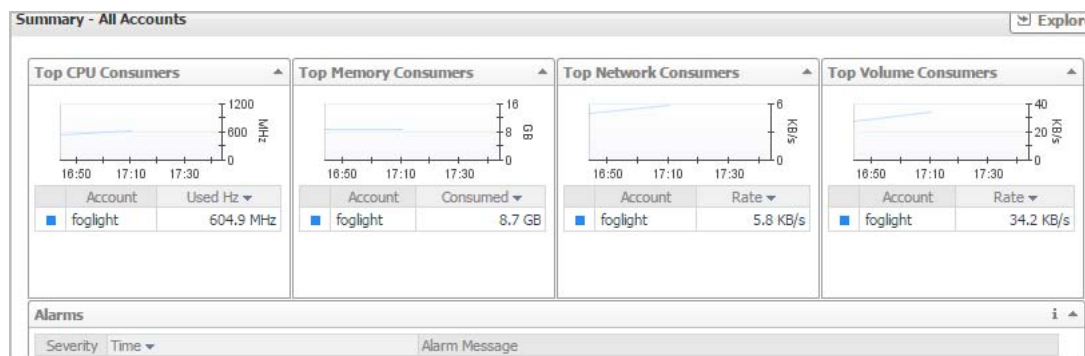 Summary - All Accounts
Explor
Top CPU Consumers
1200
600
0
MHz
16:50 17:10 17:30
Account Used Hz
foglight 604.9 MHz
Top Memory Consumers
16
8
0
GB
16:50 17:10 17:30
Account Consumed
foglight 8.7 GB
Top Network Consumers
6
0
KB/s
16:50 17:10 17:30
Account Rate
foglight 5.8 KB/s
Top Volume Consumers
40
20
0
KB/s
16:50 17:10 17:30
Account Rate
foglight 34.2 KB/s
Alarms
i
Severity Time Alarm Message